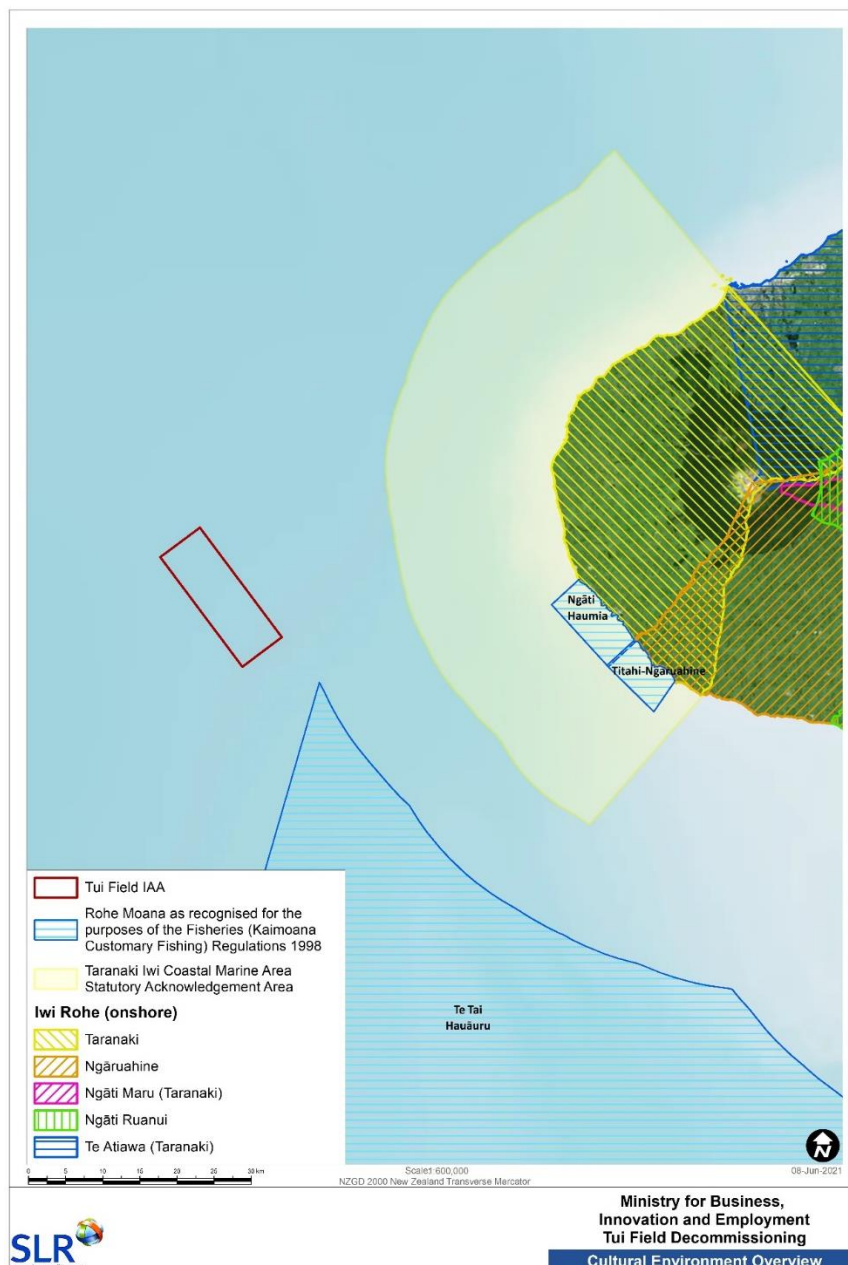 Ngāti
Haumia
Titahi-Ngāruahine
Te Tai
Hauāuru
Tui Field IAA
Rohe Moana as recognised for the
purposes of the Fisheries (Kaimoana
Customary Fishing) Regulations 1998
Taranaki Iwi Coastal Marine Area
Statutory Acknowledgement Area
Iwi Rohe (onshore)
Taranaki
Ngāruahine
Ngāti Maru (Taranaki)
Ngāti Ruanui
Te Atiawa (Taranaki)
N
0 5 10 15 20 30 km
Scale1:600,000
NZGD 2000 New Zealand Transverse Mercator
08-Jun-2021
SLR
Ministry for Business,
Innovation and Employment
Tui Field Decommissioning
Cultural Environment Overview